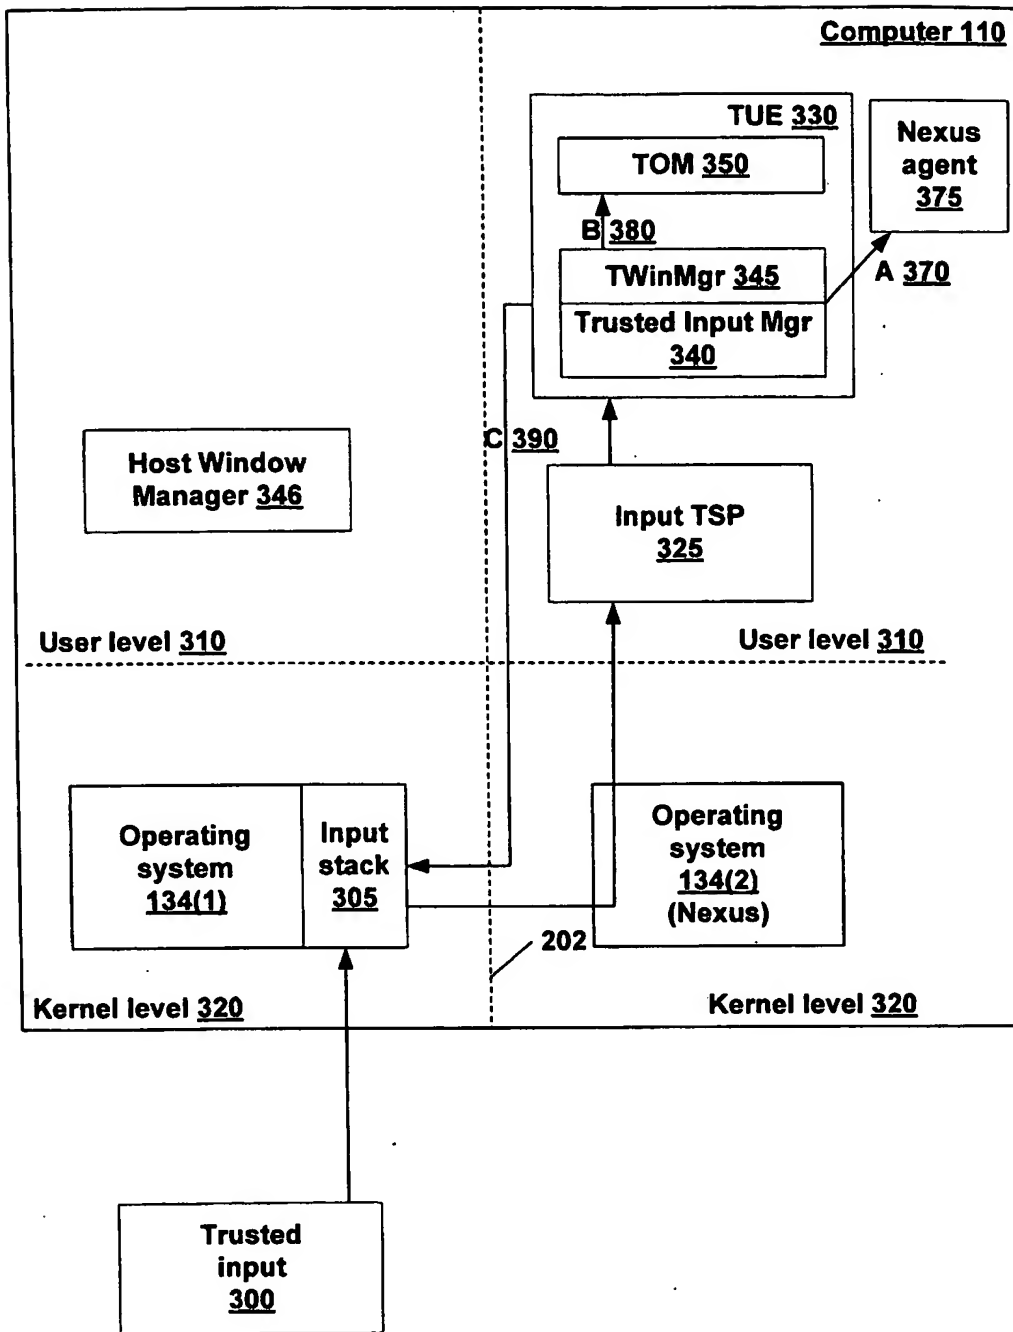 Computer 110
TUE 330
TOM 350
Nexus
agent
375
B 380
TWinMgr 345
A 370
Trusted Input Mgr
340
C 390
Host Window
Manager 346
Input TSP
325
User level 310
User level 310
Operating
system
134(1)
Input
stack
305
Operating
system
134(2)
(Nexus)
202
Kernel level 320
Kernel level 320
Trusted
input
300